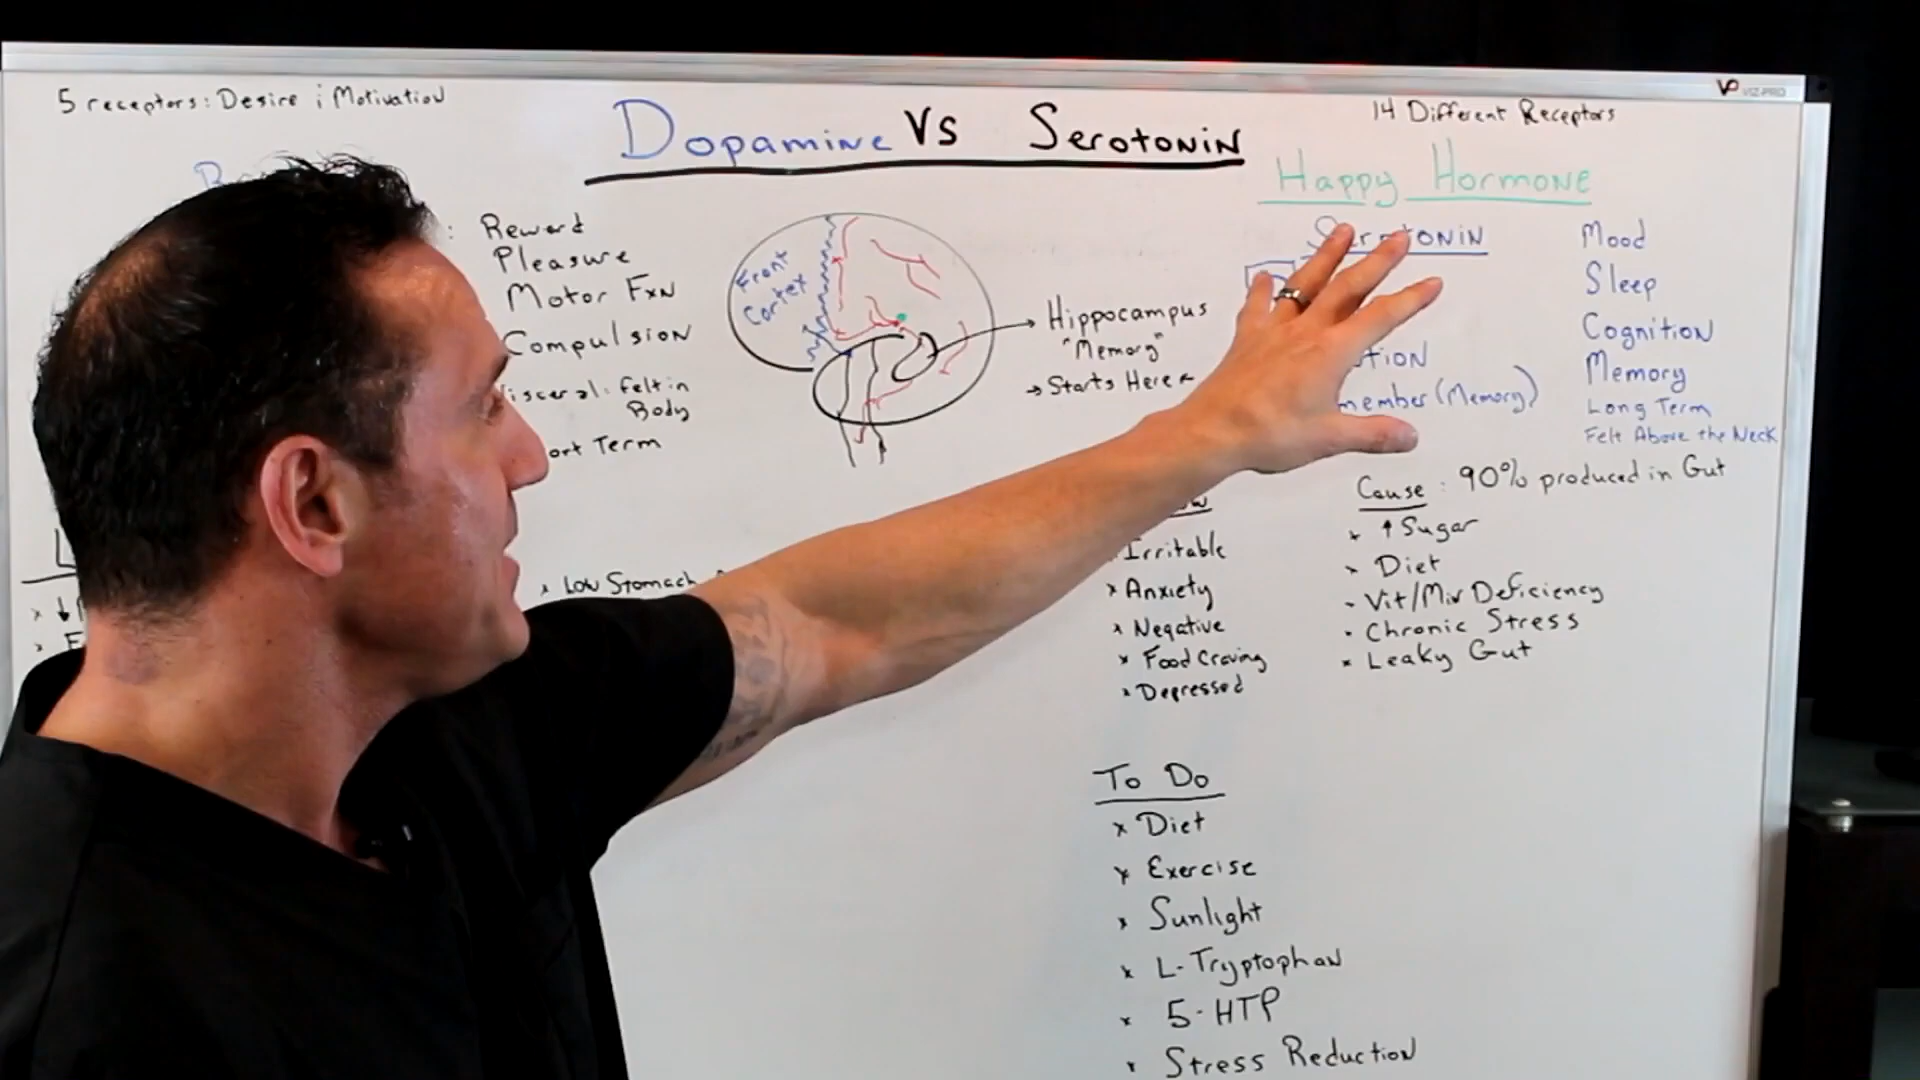 VP VIZ-PRO
5 receptors: Desire ; Motivation
Dopamine VS Serotonin
14 Different Receptors
Happy Hormone
: Reward
Pleasure
Motor Fxn
Compulsion
felt in
Body
Term
Front
Cortex
Hippocampus
"Memory"
→ Starts Here
(Memory)
Mood
Sleep
Cognition
Memory
Long Term
Felt Above the Neck
x Low Stomach
Irritable
x Anxiety
x Negative
x Food Craving
x Depressed
Cause : 90% produced in Gut
x ↑ Sugar
x Diet
- Vit/Min Deficiency
• Chronic Stress
x Leaky Gut
To Do
x Diet
x Exercise
x Sunlight
x L-Tryptophan
x 5-HTP
x Stress Reduction